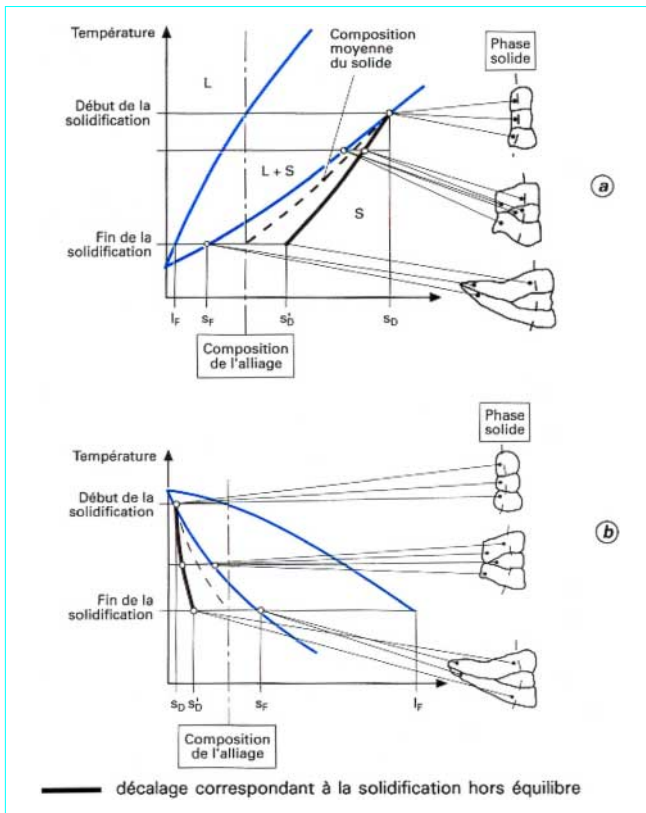 Température
Composition
moyenne
du solide
Phase
solide
L
Début de la
solidification
L + S
S
a
Fin de la
solidification
lF
sF
s'D
sD
Composition
de l'alliage
Phase
solide
Température
Début de la
solidification
b
Fin de la
solidification
sD
s'D
sF
lF
Composition
de l'alliage
décalage correspondant à la solidification hors équilibre